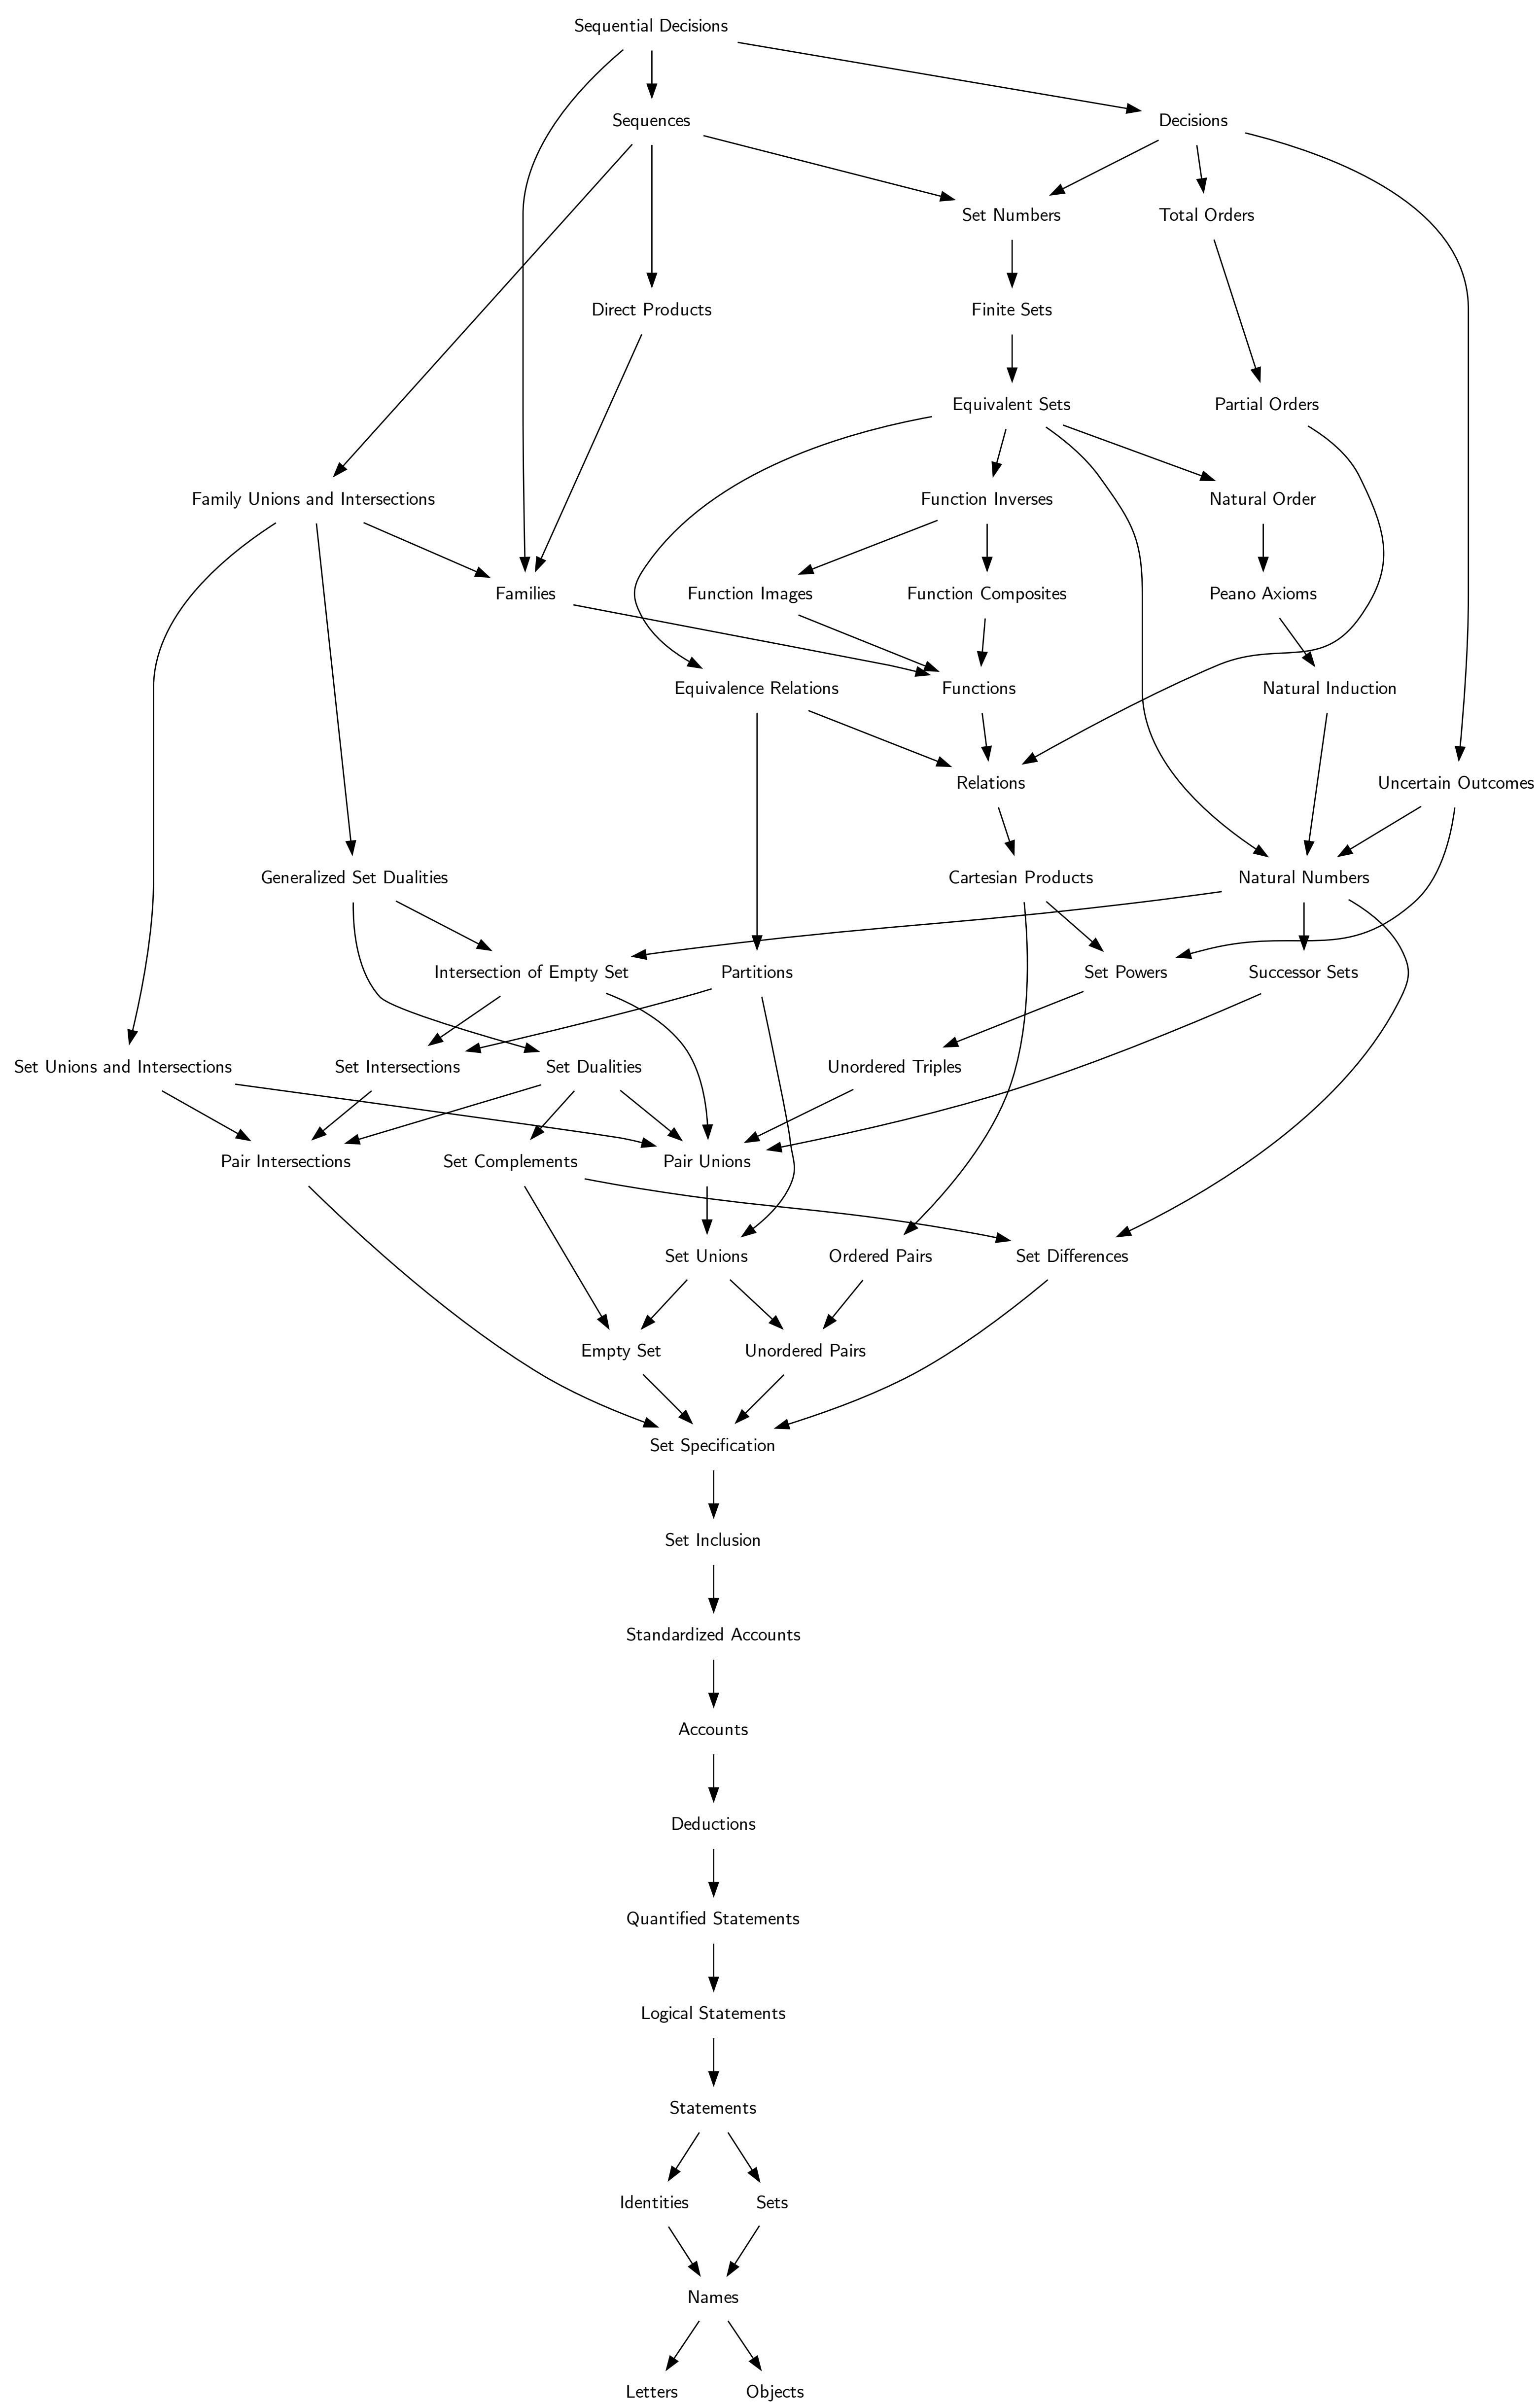 Sequential Decisions
Sequences
Decisions
Set Numbers
Total Orders
Direct Products
Finite Sets
Equivalent Sets
Partial Orders
Family Unions and Intersections
Function Inverses
Natural Order
Families
Function Images
Function Composites
Peano Axioms
Equivalence Relations
Functions
Natural Induction
Relations
Uncertain Outcomes
Generalized Set Dualities
Cartesian Products
Natural Numbers
Intersection of Empty Set
Partitions
Set Powers
Successor Sets
Set Unions and Intersections
Set Intersections
Set Dualities
Unordered Triples
Pair Intersections
Set Complements
Pair Unions
Set Unions
Ordered Pairs
Set Differences
Empty Set
Unordered Pairs
Set Specification
Set Inclusion
Standardized Accounts
Accounts
Deductions
Quantified Statements
Logical Statements
Statements
Identities
Sets
Names
Letters
Objects